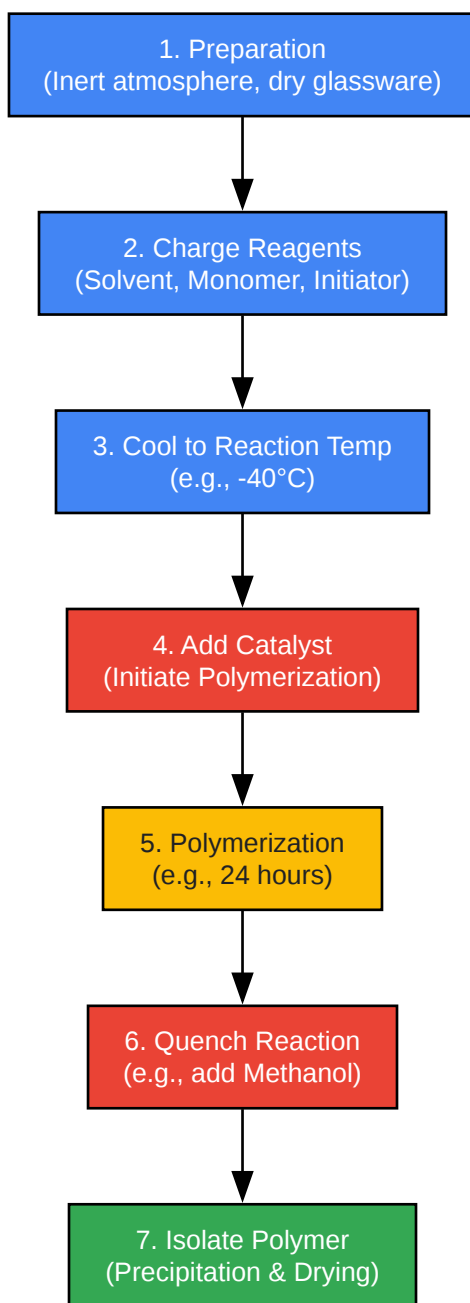 1. Preparation
(Inert atmosphere, dry glassware)
2. Charge Reagents
(Solvent, Monomer, Initiator)
3. Cool to Reaction Temp
(e.g., -40°C)
4. Add Catalyst
(Initiate Polymerization)
5. Polymerization
(e.g., 24 hours)
6. Quench Reaction
(e.g., add Methanol)
7. Isolate Polymer
(Precipitation & Drying)